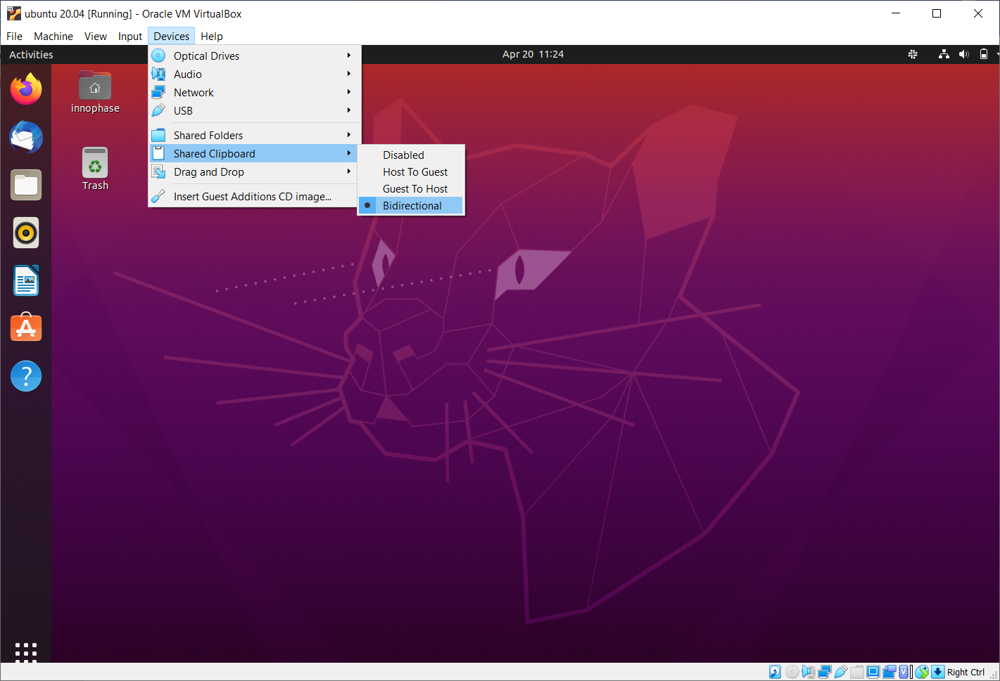 ubuntu 20.04 [Running] - Oracle VM VirtualBox
File Machine View Input Devices Help
Activities
Apr 20 11:24
Optical Drives
Audio
Network
USB
Shared Folders
Shared Clipboard
Drag and Drop
Insert Guest Additions CD image...
Disabled
Host To Guest
Guest To Host
Bidirectional
innophase
Trash
Right Ctrl